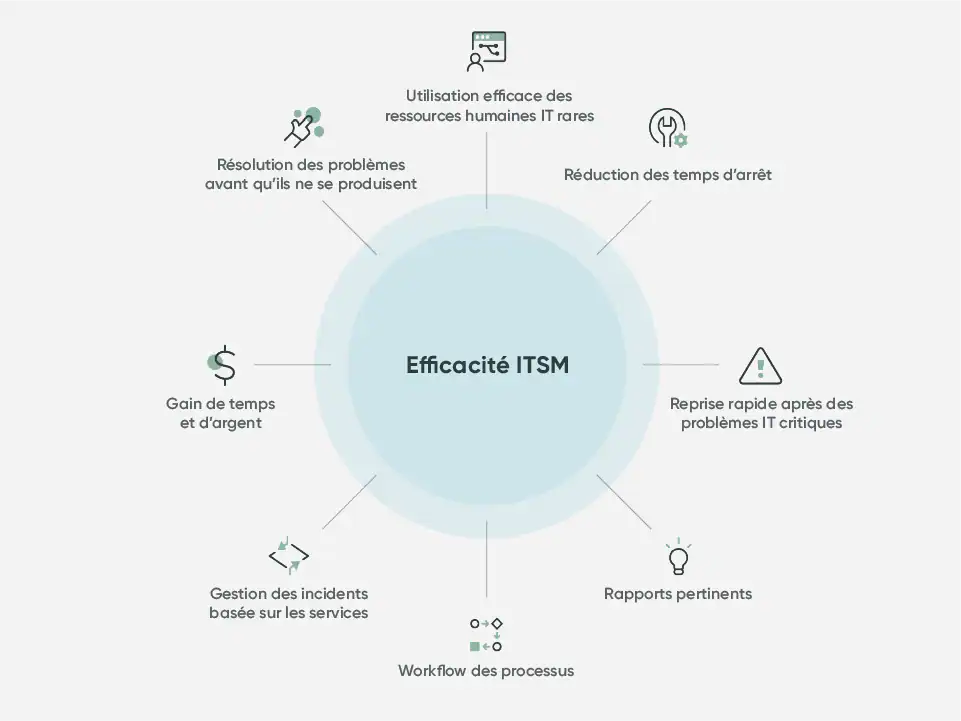 Utilisation efficace des
ressources humaines IT rares
Résolution des problèmes
avant qu’ils ne se produisent
Réduction des temps d’arrêt
Efficacité ITSM
Gain de temps
et d’argent
Reprise rapide après des
problèmes IT critiques
Gestion des incidents
basée sur les services
Rapports pertinents
Workflow des processus